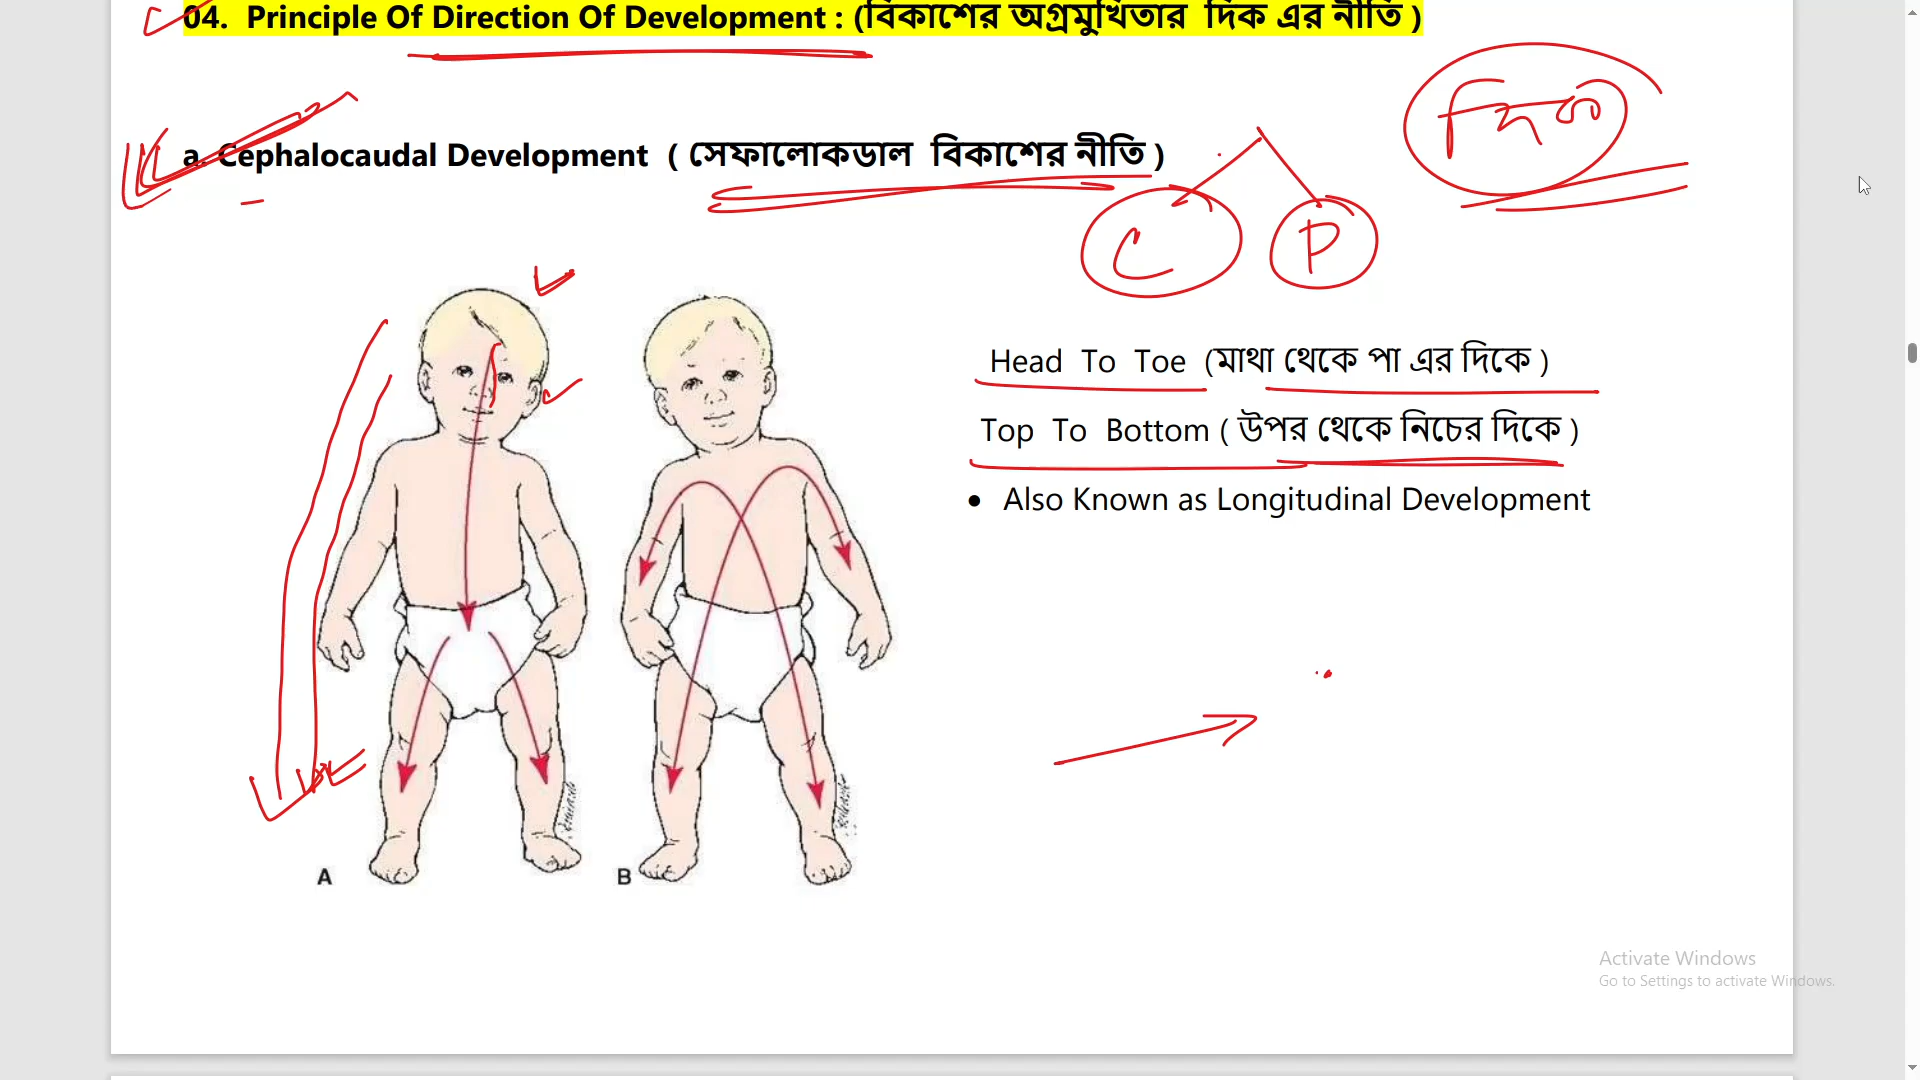 04. Principle Of Direction Of Development : (বিকাশের অগ্রমুখিতার দিক এর নীতি )
দিক
a. Cephalocaudal Development ( সেফালোকডাল বিকাশের নীতি )
C P
Head To Toe (মাথা থেকে পা এর দিকে )
Top To Bottom ( উপর থেকে নিচের দিকে )
• Also Known as Longitudinal Development
A B
Activate Windows
Go to Settings to activate Windows.